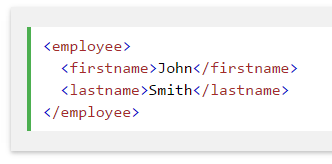 <employee>
  <firstname>John</firstname>
  <lastname>Smith</lastname>
</employee>